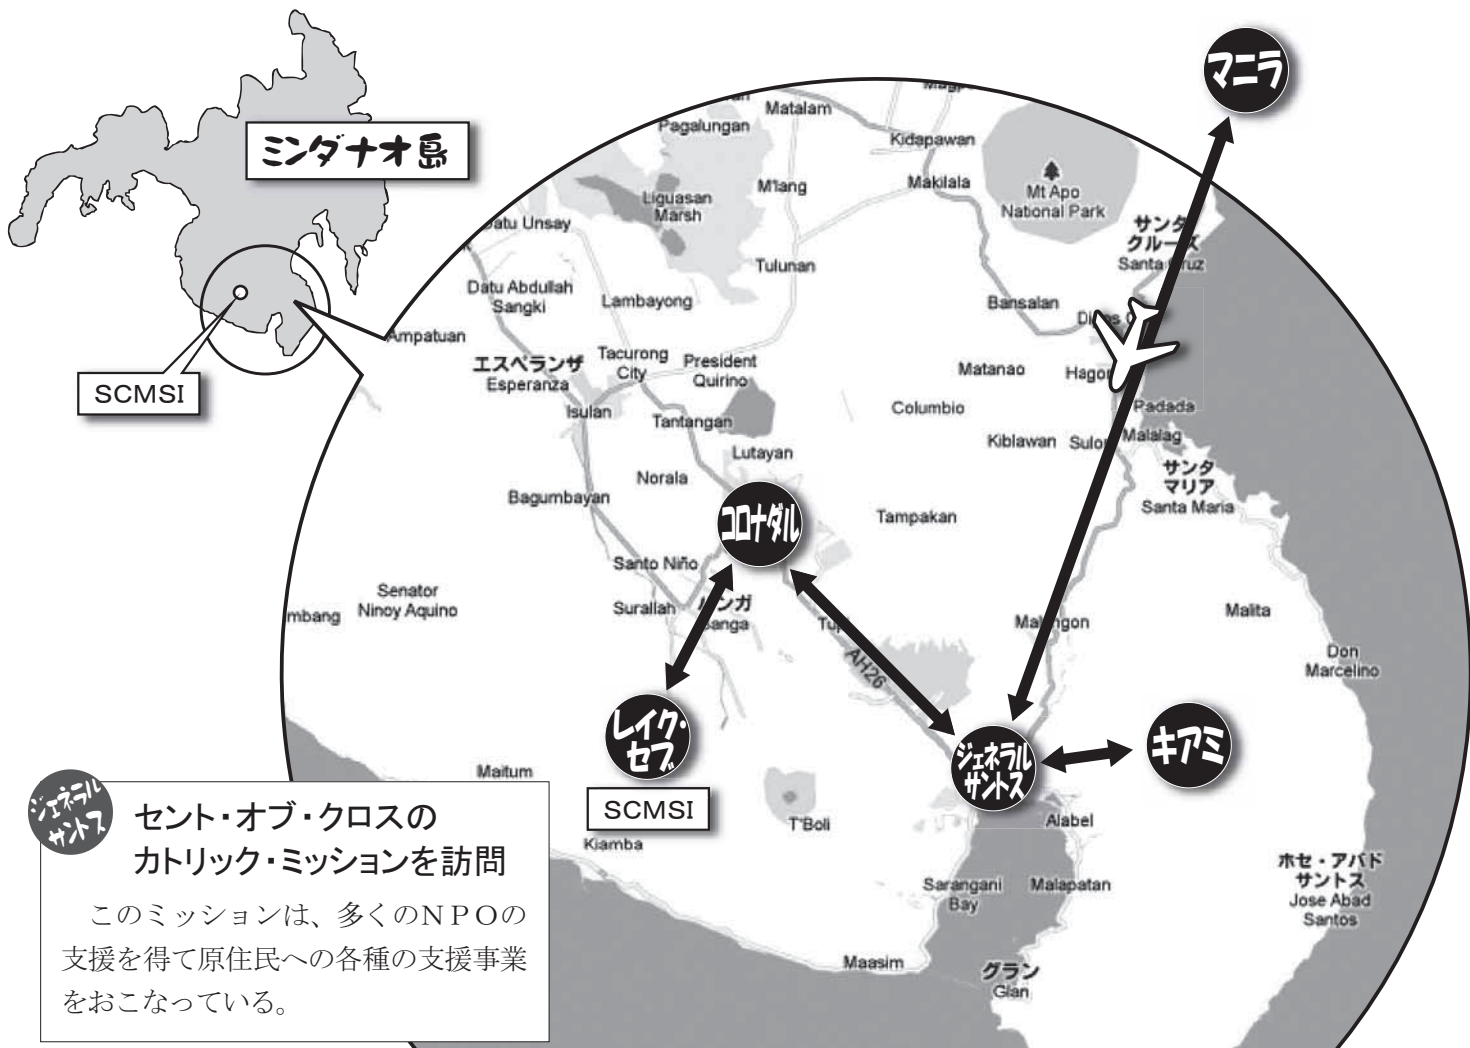 マニラ
ミンダナオ島
SCMSI
Matalam
Pagalungan
Kidapawan
M'lang
Makilala
Mt Apo
National Park
Liguasan
Marsh
Datu Unsay
サンタ
クルーズ
Santa Cruz
Tulunan
Datu Abdullah
Sangki
Lambayong
Bansalan
Ampatuan
エスペランザ
Esperanza
Tacurong
City
President
Quirino
Matanao
Columbio
Padada
Isulan
Tantangan
Kiblawan
Malalag
Lutayan
サンタ
マリア
Santa Maria
Norala
Bagumbayan
コロナダル
Tampakan
Santo Niño
Senator
Ninoy Aquino
Surallah
mbang
Malita
AH26
Don
Marcelino
レイク・
セブ
SCMSI
ジェネラル
サントス
キアミ
Maitum
T'Boli
Alabel
Kiamba
Sarangani
Bay
Malapatan
ホセ・アバド
サントス
Jose Abad
Santos
Maasim
グラン
Glan
ジェネラル
サントス
セント・オブ・クロスの
カトリック・ミッションを訪問
このミッションは、多くのNPOの
支援を得て原住民への各種の支援事業
をおこなっている。